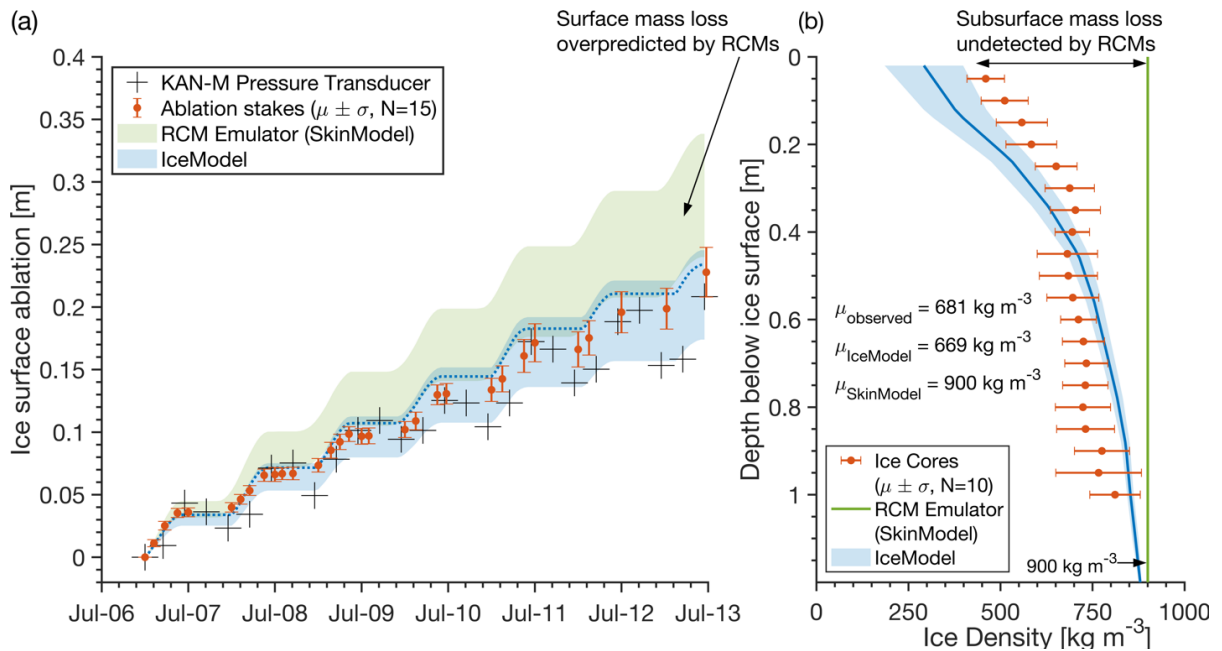 (a)
Surface mass loss
overpredicted by RCMs
0.4
0.35
0.3
0.25
0.2
0.15
0.1
0.05
0
Ice surface ablation [m]
KAN-M Pressure Transducer
Ablation stakes (μ ± σ, N=15)
RCM Emulator (SkinModel)
IceModel
Jul-06
Jul-07
Jul-08
Jul-09
Jul-10
Jul-11
Jul-12
Jul-13
(b)
Subsurface mass loss
undetected by RCMs
0
0.2
0.4
0.6
0.8
1
Depth below ice surface [m]
μobserved = 681 kg m-3
μIceModel = 669 kg m-3
μSkinModel = 900 kg m-3
Ice Cores
(μ ± σ, N=10)
RCM Emulator
(SkinModel)
IceModel
900 kg m-3
0
250
500
750
1000
Ice Density [kg m-3]